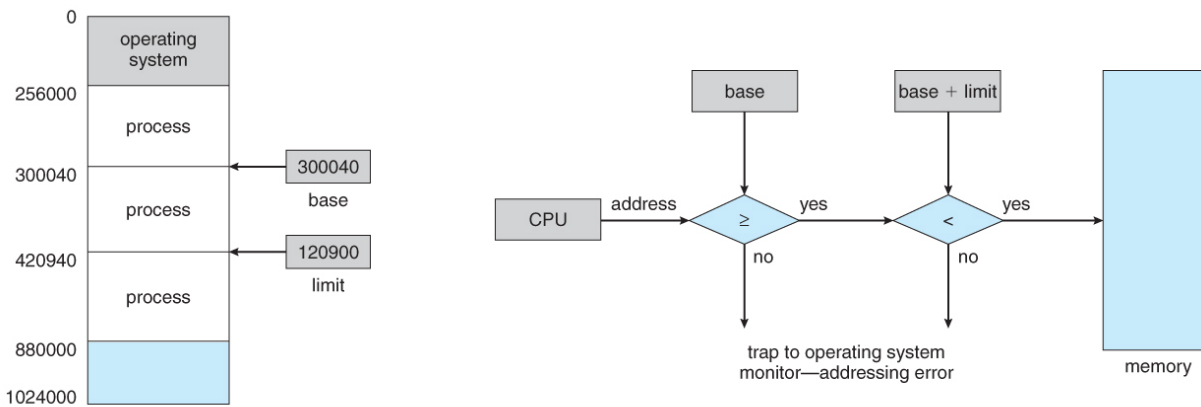 0
operating
system
256000
process
300040
300040
base
process
120900
limit
420940
process
880000
1024000
base
base + limit
CPU
address
≥
yes
<
yes
no
no
trap to operating system
monitor—addressing error
memory